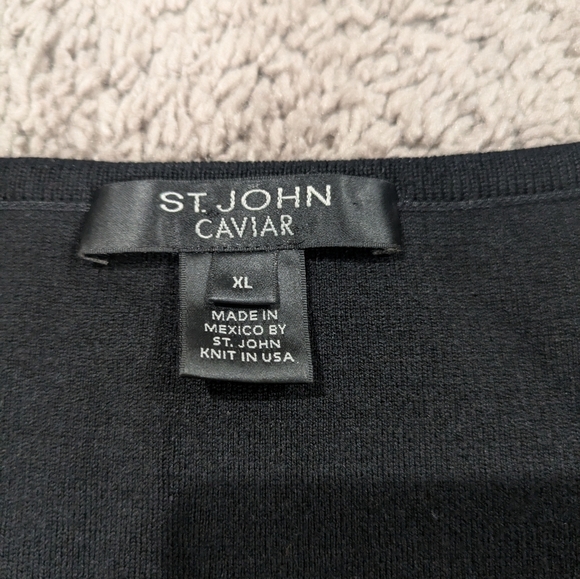 ST. JOHN
CAVIAR
XL
MADE IN
MEXICO BY
ST. JOHN
KNIT IN USA